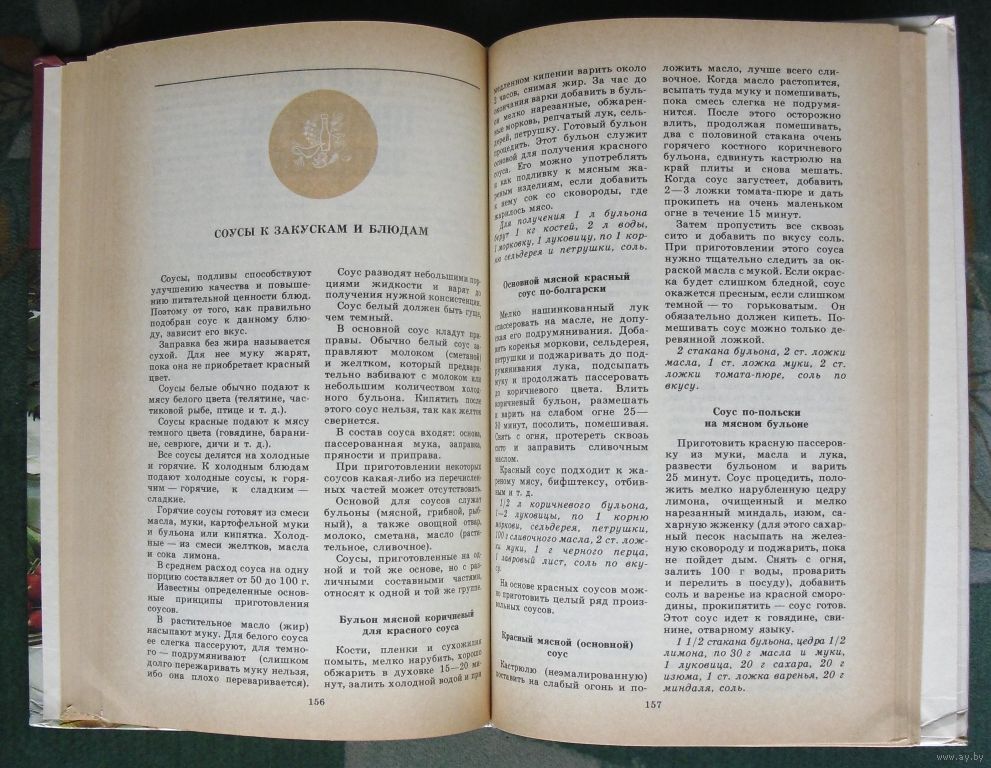 СОУСЫ К ЗАКУСКАМ И БЛЮДАМ
Соусы, подливы способствуют
улучшению качества и повыше-
нию питательной ценности блюд.
Поэтому от того, как правильно
подобран соус к данному блю-
ду, зависит его вкус.
Заправка без жира называется
сухой. Для нее муку жарят,
пока она не приобретает красный
цвет.
Соусы белые обычно подают к
мясу белого цвета (телятине, час-
тиковой рыбе, птице и т. д.).
Соусы красные подают к мясу
темного цвета (говядине, барани-
не, севрюге, дичи и т. д.).
Все соусы делятся на холодные
и горячие. К холодным блюдам
подают холодные соусы, к горя-
чим — горячие, к сладким —
сладкие.
Горячие соусы готовят из смеси
масла, муки, картофельной муки
и бульона или кипятка. Холод-
ные — из смеси желтков, масла
и сока лимона.
В среднем расход соуса на одну
порцию составляет от 50 до 100 г.
Известны определенные основ-
ные принципы приготовления
соусов.
В растительное масло (жир)
насыпают муку. Для белого соуса
ее слегка пассеруют, для темно-
го — подрумянивают (слишком
долго пережаривать муку нельзя,
ибо она плохо переваривается).
Соус разводят небольшими пор-
циями жидкости и варят до
получения нужной консистенции.
Соус белый должен быть гуще,
чем темный.
В основной соус кладут при-
правы. Обычно белый соус за-
правляют молоком (сметаной)
и желтком, который предвари-
тельно взбивают с молоком или
небольшим количеством холод-
ного бульона. Кипятить после
этого соус нельзя, так как желток
свернется.
В состав соуса входят: основа,
пассерованная мука, заправка,
пряности и приправа.
При приготовлении некоторых
соусов какая-либо из перечислен-
ных частей может отсутствовать.
Основой для соусов служат
бульоны (мясной, грибной, рыб-
ный), а также овощной отвар,
молоко, сметана, масло (расти-
тельное, сливочное).
Соусы, приготовленные на од-
ной и той же основе, но с раз-
личными составными частями,
относят к одной и той же группе.
Бульон мясной коричневый
для красного соуса
Кости, пленки и сухожилия
помыть, мелко нарубить, хорошо
обжарить в духовке 15—20 ми-
нут, залить холодной водой и при
156
медленном кипении варить около
часов, снимая жир. За час до
окончания варки добавить в буль-
он мелко нарезанные, обжарен-
ные морковь, репчатый лук, сель-
дерей, петрушку. Готовый бульон
процедить. Этот бульон служит
основой для получения красного
соуса. Его можно употреблять
и как подливку к мясным жа-
реным изделиям, если добавить
к нему сок со сковороды, где
жарилось мясо.
Для получения 1 л бульона
берут 1 кг костей, 2 л воды,
1 морковку, 1 луковицу, по 1 кор-
ню сельдерея и петрушки, соль.
Основной мясной красный
соус по-болгарски
Мелко нашинкованный лук
пассеровать на масле, не допу-
ская его подрумянивания. Доба-
вить коренья моркови, сельдерея,
петрушки и поджаривать до под-
румянивания лука, подсыпать
муку и продолжать пассеровать
до коричневого цвета. Влить
коричневый бульон, размешать
и варить на слабом огне 25—
30 минут, посолить, помешивая.
Снять с огня, протереть сквозь
сито и заправить сливочным
маслом.
Красный соус подходит к жа-
реному мясу, бифштексу, отбив-
ным и т. д.
1/2 л коричневого бульона,
1—2 луковицы, по 1 корню
моркови, сельдерея, петрушки,
100 г сливочного масла, 2 ст. лож-
ки муки, 1 г черного перца,
1 лавровый лист, соль по вку-
су.
На основе красных соусов мож-
но приготовить целый ряд произ-
вольных соусов.
Красный мясной (основной)
соус
Кастрюлю (неэмалированную)
поставить на слабый огонь и по-
ложить масло, лучше всего сли-
вочное. Когда масло растопится,
всыпать туда муку и помешивать,
пока смесь слегка не подрумя-
нится. После этого осторожно
влить, продолжая помешивать,
два с половиной стакана очень
горячего костного коричневого
бульона, сдвинуть кастрюлю на
край плиты и снова мешать.
Когда соус загустеет, добавить
2—3 ложки томата-пюре и дать
прокипеть на очень маленьком
огне в течение 15 минут.
Затем пропустить все сквозь
сито и добавить по вкусу соль.
При приготовлении этого соуса
нужно тщательно следить за ок-
раской масла с мукой. Если окрас-
ка будет слишком бледной, соус
окажется пресным, если слишком
темной — то горьковатым. Он
обязательно должен кипеть. По-
мешивать соус можно только де-
ревянной ложкой.
2 стакана бульона, 2 ст. ложки
масла, 1 ст. ложка муки, 2 ст.
ложки томата-пюре, соль по
вкусу.
Соус по-польски
на мясном бульоне
Приготовить красную пассеров-
ку из муки, масла и лука,
развести бульоном и варить
25 минут. Соус процедить, поло-
жить мелко нарубленную цедру
лимона, очищенный и мелко
нарезанный миндаль, изюм, са-
харную жженку (для этого сахар-
ный песок насыпать на желез-
ную сковороду и поджарить, пока
не пойдет дым. Снять с огня,
залить 100 г воды, проварить
и перелить в посуду), добавить
соль и варенье из красной сморо-
дины, прокипятить — соус готов.
Этот соус идет к говядине, сви-
нине, отварному языку.
1 1/2 стакана бульона, цедра 1/2
лимона, по 30 г масла и муки,
1 луковица, 20 г сахара, 20 г
изюма, 1 ст. ложка варенья, 20 г
миндаля, соль.
157
www.ay.by